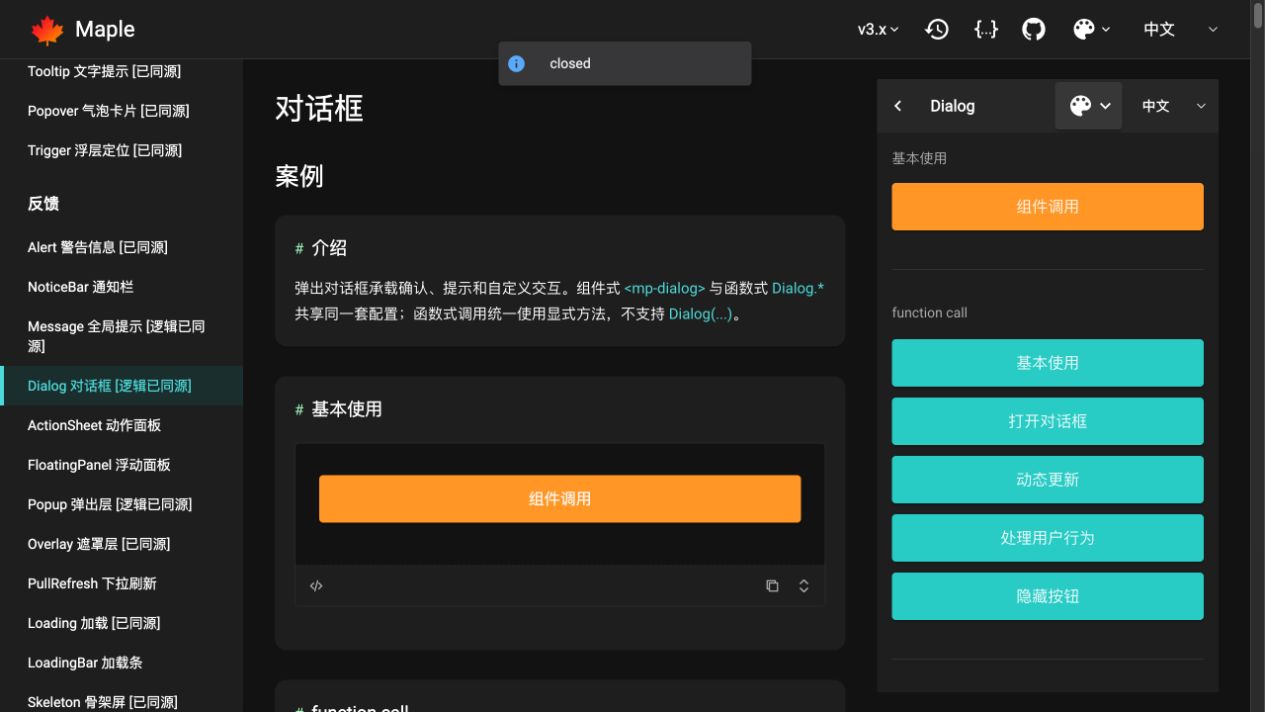 Maple
v3.x
中文
closed
Tooltip 文字提示 [已同源]
Popover 气泡卡片 [已同源]
Trigger 浮层定位 [已同源]
反馈
Alert 警告信息 [已同源]
NoticeBar 通知栏
Message 全局提示 [逻辑已同
源]
Dialog 对话框 [逻辑已同源]
ActionSheet 动作面板
FloatingPanel 浮动面板
Popup 弹出层 [逻辑已同源]
Overlay 遮罩层 [已同源]
PullRefresh 下拉刷新
Loading 加载 [已同源]
LoadingBar 加载条
Skeleton 骨架屏 [已同源]
对话框
案例
# 介绍
弹出对话框承载确认、提示和自定义交互。组件式 <mp-dialog> 与函数式 Dialog.*
共享同一套配置；函数式调用统一使用显式方法，不支持 Dialog(...)。
# 基本使用
组件调用
# function call
Dialog
中文
基本使用
组件调用
function call
基本使用
打开对话框
动态更新
处理用户行为
隐藏按钮